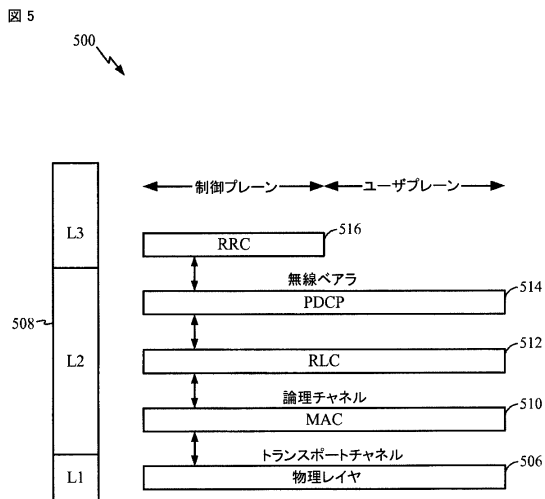 図 5
500
制御プレーン
ユーザプレーン
L3
RRC
516
無線ベアラ
PDCP
514
508
L2
RLC
512
論理チャネル
MAC
510
トランスポートチャネル
L1
物理レイヤ
506